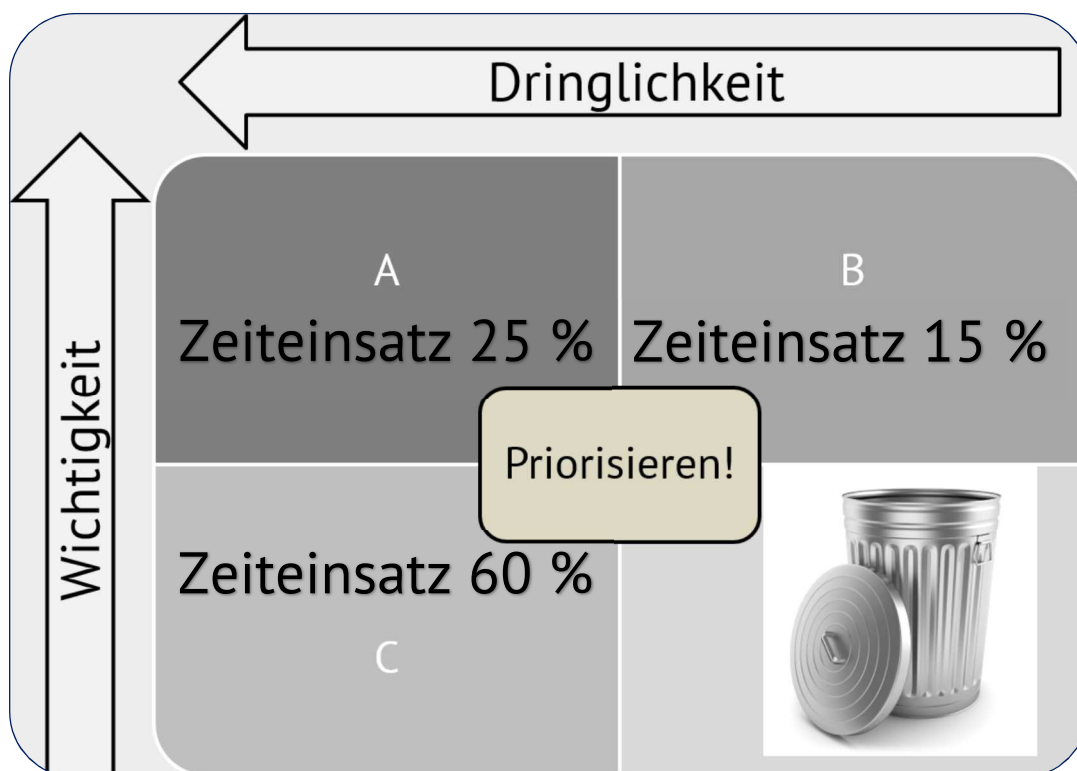 Dringlichkeit
Wichtigkeit
A
Zeiteinsatz 25 %
B
Zeiteinsatz 15 %
Priorisieren!
Zeiteinsatz 60 %
C